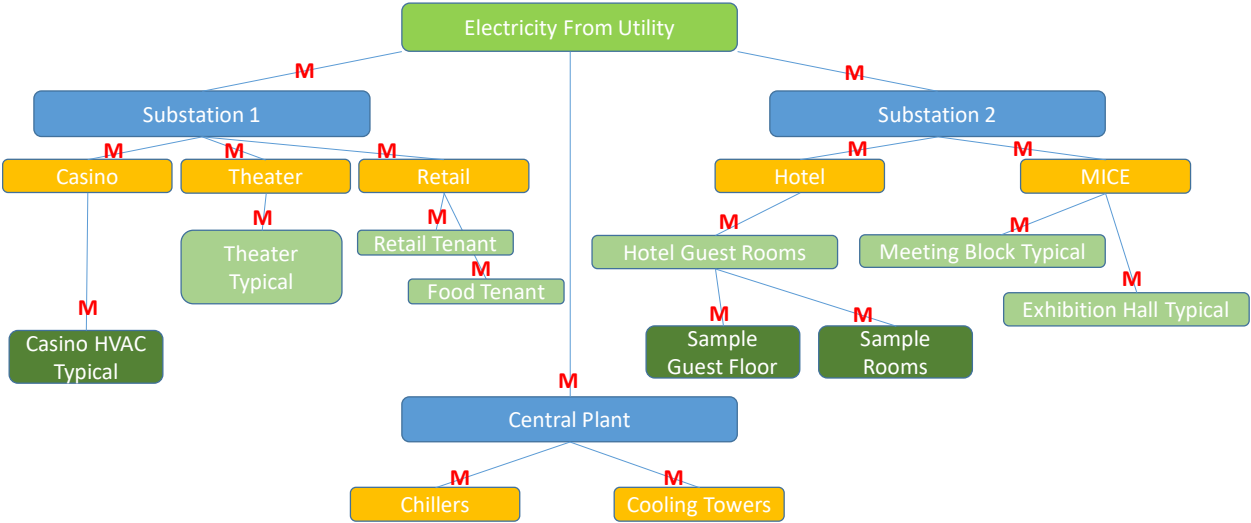 Electricity From Utility
M
M
Substation 1
Substation 2
M
M
M
M
M
Casino
Theater
Retail
Hotel
MICE
M
M
M
M
Retail Tenant
Hotel Guest Rooms
Meeting Block Typical
Theater
Typical
M
M
Food Tenant
Exhibition Hall Typical
M
M
M
Casino HVAC
Typical
Sample
Guest Floor
Sample
Rooms
M
Central Plant
M
M
Chillers
Cooling Towers